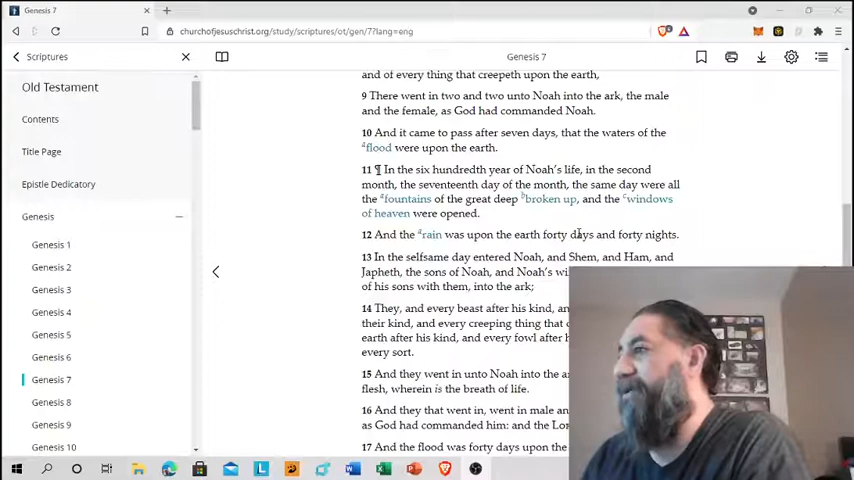 Genesis 7
churchofjesuschrist.org/study/scriptures/ot/gen/7?lang=eng
Scriptures
Genesis 7
Old Testament
Contents
Title Page
Epistle Dedicatory
Genesis
Genesis 1
Genesis 2
Genesis 3
Genesis 4
Genesis 5
Genesis 6
Genesis 7
Genesis 8
Genesis 9
Genesis 10
and of every thing that creepeth upon the earth,
9 There went in two and two unto Noah into the ark, the male
and the female, as God had commanded Noah.
10 And it came to pass after seven days, that the waters of the
a flood were upon the earth.
11 ¶ In the six hundredth year of Noah's life, in the second
month, the seventeenth day of the month, the same day were all
the a fountains of the great deep b broken up, and the c windows
of heaven were opened.
12 And the a rain was upon the earth forty days and forty nights.
13 In the selfsame day entered Noah, and Shem, and Ham, and
Japheth, the sons of Noah, and Noah's wi
of his sons with them, into the ark;
14 They, and every beast after his kind, an
their kind, and every creeping thing that c
earth after his kind, and every fowl after h
every sort.
15 And they went in unto Noah into the ar
flesh, wherein is the breath of life.
16 And they that went in, went in male an
as God had commanded him: and the Lor
17 And the flood was forty days upon the